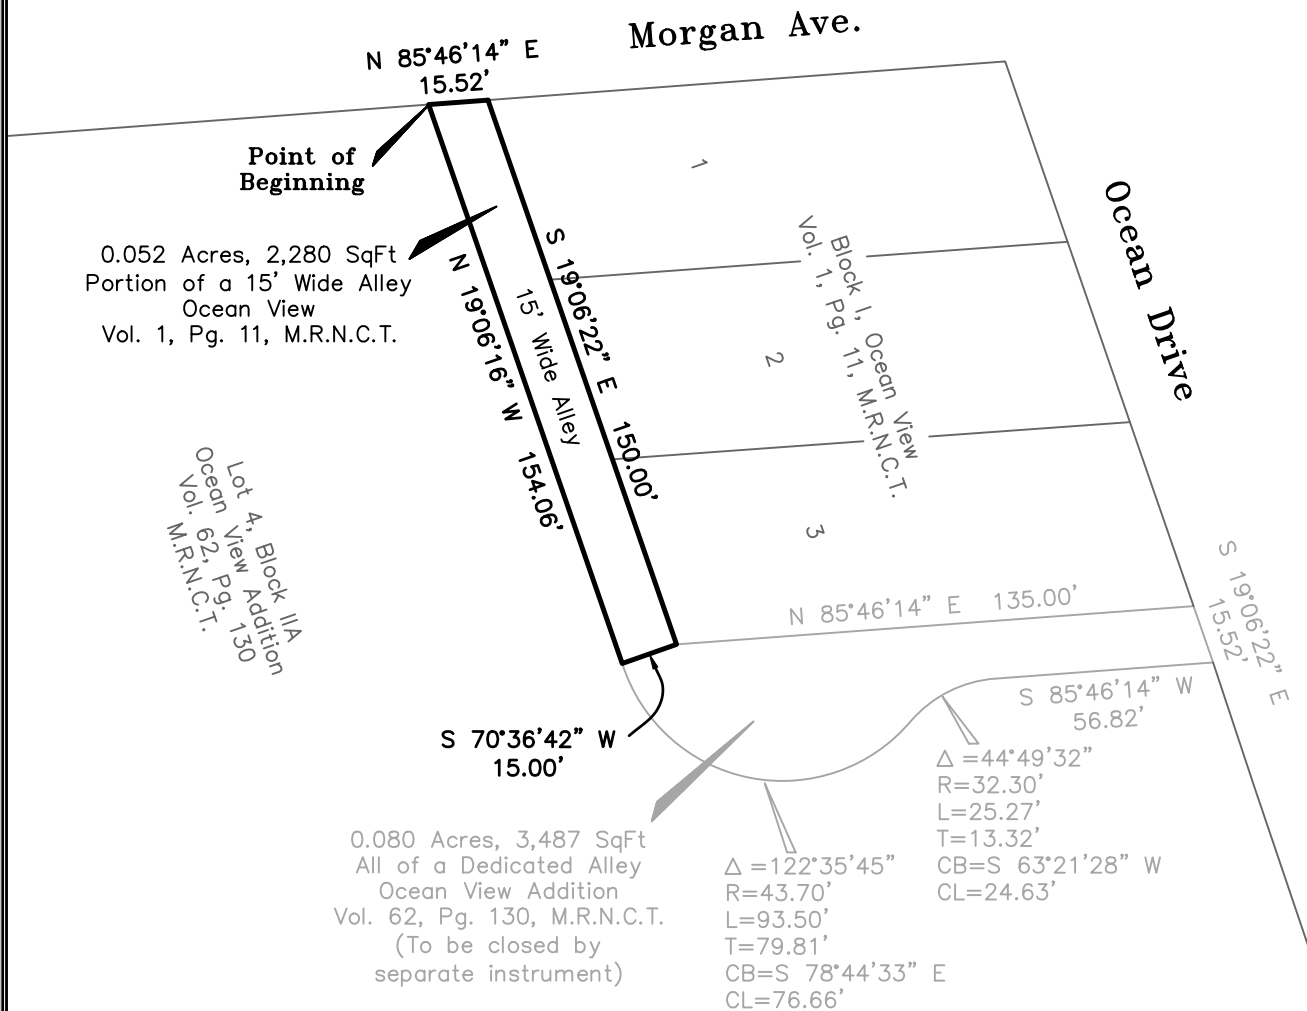 Morgan Ave.
N 85°46'14" E
15.52'
Point of
Beginning
0.052 Acres, 2,280 SqFt
Portion of a 15' Wide Alley
Ocean View
Vol. 1, Pg. 11, M.R.N.C.T.
N 19°06'16" W 154.06'
15' Wide Alley
S 19°06'22" E 150.00'
1
2
3
Block I, Ocean View
Vol. 1, Pg. 11, M.R.N.C.T.
Ocean Drive
Lot 4, Block IIA
Ocean View Addition
Vol. 62, Pg. 130
M.R.N.C.T.
N 85°46'14" E 135.00'
S 19°06'22" E
15.52'
S 85°46'14" W
56.82'
S 70°36'42" W
15.00'
Δ =44°49'32"
R=32.30'
L=25.27'
T=13.32'
CB=S 63°21'28" W
CL=24.63'
0.080 Acres, 3,487 SqFt
All of a Dedicated Alley
Ocean View Addition
Vol. 62, Pg. 130, M.R.N.C.T.
(To be closed by
separate instrument)
Δ =122°35'45"
R=43.70'
L=93.50'
T=79.81'
CB=S 78°44'33" E
CL=76.66'